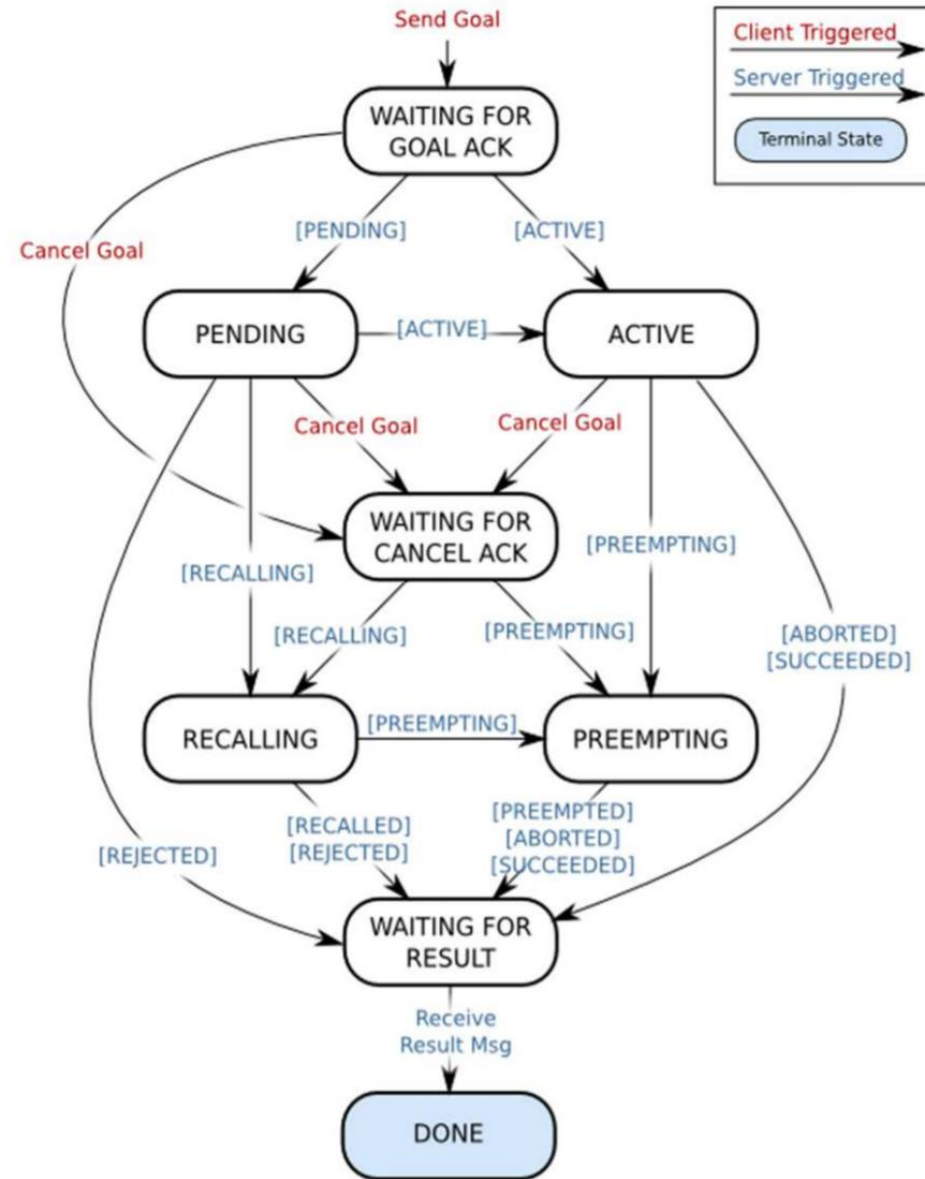 Send Goal
Client Triggered
Server Triggered
Terminal State
WAITING FOR
GOAL ACK
[PENDING]
[ACTIVE]
Cancel Goal
PENDING
[ACTIVE]
ACTIVE
Cancel Goal
Cancel Goal
WAITING FOR
CANCEL ACK
[PREEMPTING]
[RECALLING]
[RECALLING]
[PREEMPTING]
[ABORTED]
[SUCCEEDED]
RECALLING
[PREEMPTING]
PREEMPTING
[RECALLED]
[REJECTED]
[PREEMPTED]
[ABORTED]
[SUCCEEDED]
[REJECTED]
WAITING FOR
RESULT
Receive
Result Msg
DONE